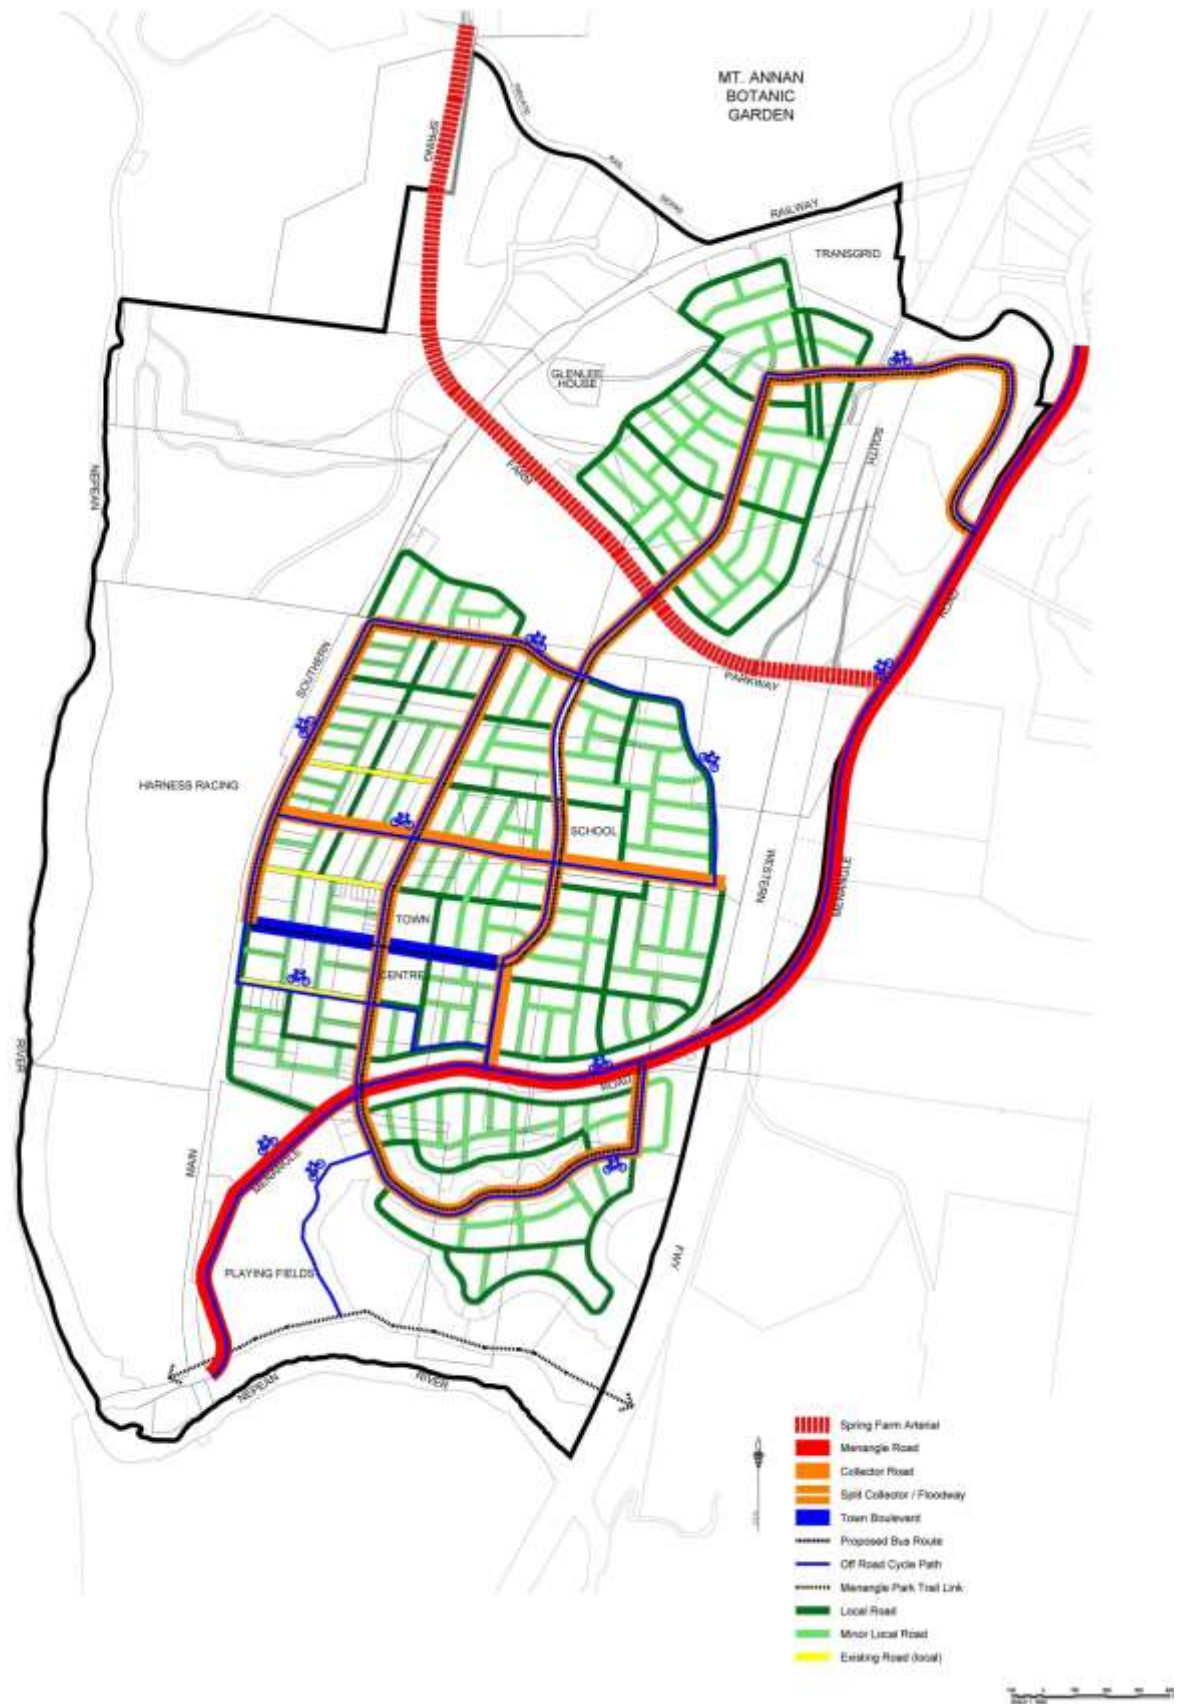 MT. ANNAN
BOTANIC
GARDEN
SPRING
PRIVATE
RAIL
RAILWAY
TRANSGRID
GLENLEE
HOUSE
NEPEAN
FARM
SOUTH
ROAD
SOUTHERN
PARKWAY
HARNESS RACING
SCHOOL
WESTERN
MENANGLE
TOWN
CENTRE
RIVER
ROAD
MAIN
MENANGLE
FWY
PLAYING FIELDS
NEPEAN
RIVER
Spring Farm Arterial
Menangle Road
Collector Road
Split Collector / Floodway
Town Boulevard
Proposed Bus Route
Off Road Cycle Path
Menangle Park Trail Link
Local Road
Minor Local Road
Existing Road (local)